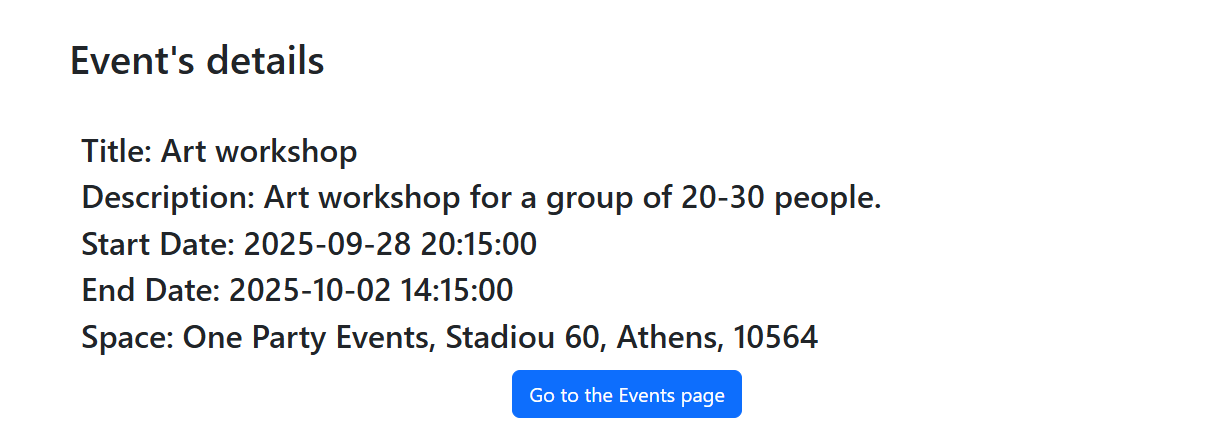 Event's details
Title: Art workshop
Description: Art workshop for a group of 20-30 people.
Start Date: 2025-09-28 20:15:00
End Date: 2025-10-02 14:15:00
Space: One Party Events, Stadiou 60, Athens, 10564
Go to the Events page